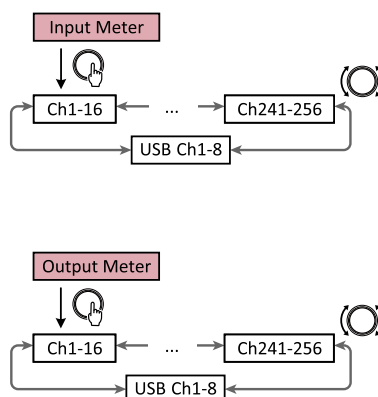 Input Meter
Ch1-16 ... Ch241-256
USB Ch1-8
Output Meter
Ch1-16 ... Ch241-256
USB Ch1-8